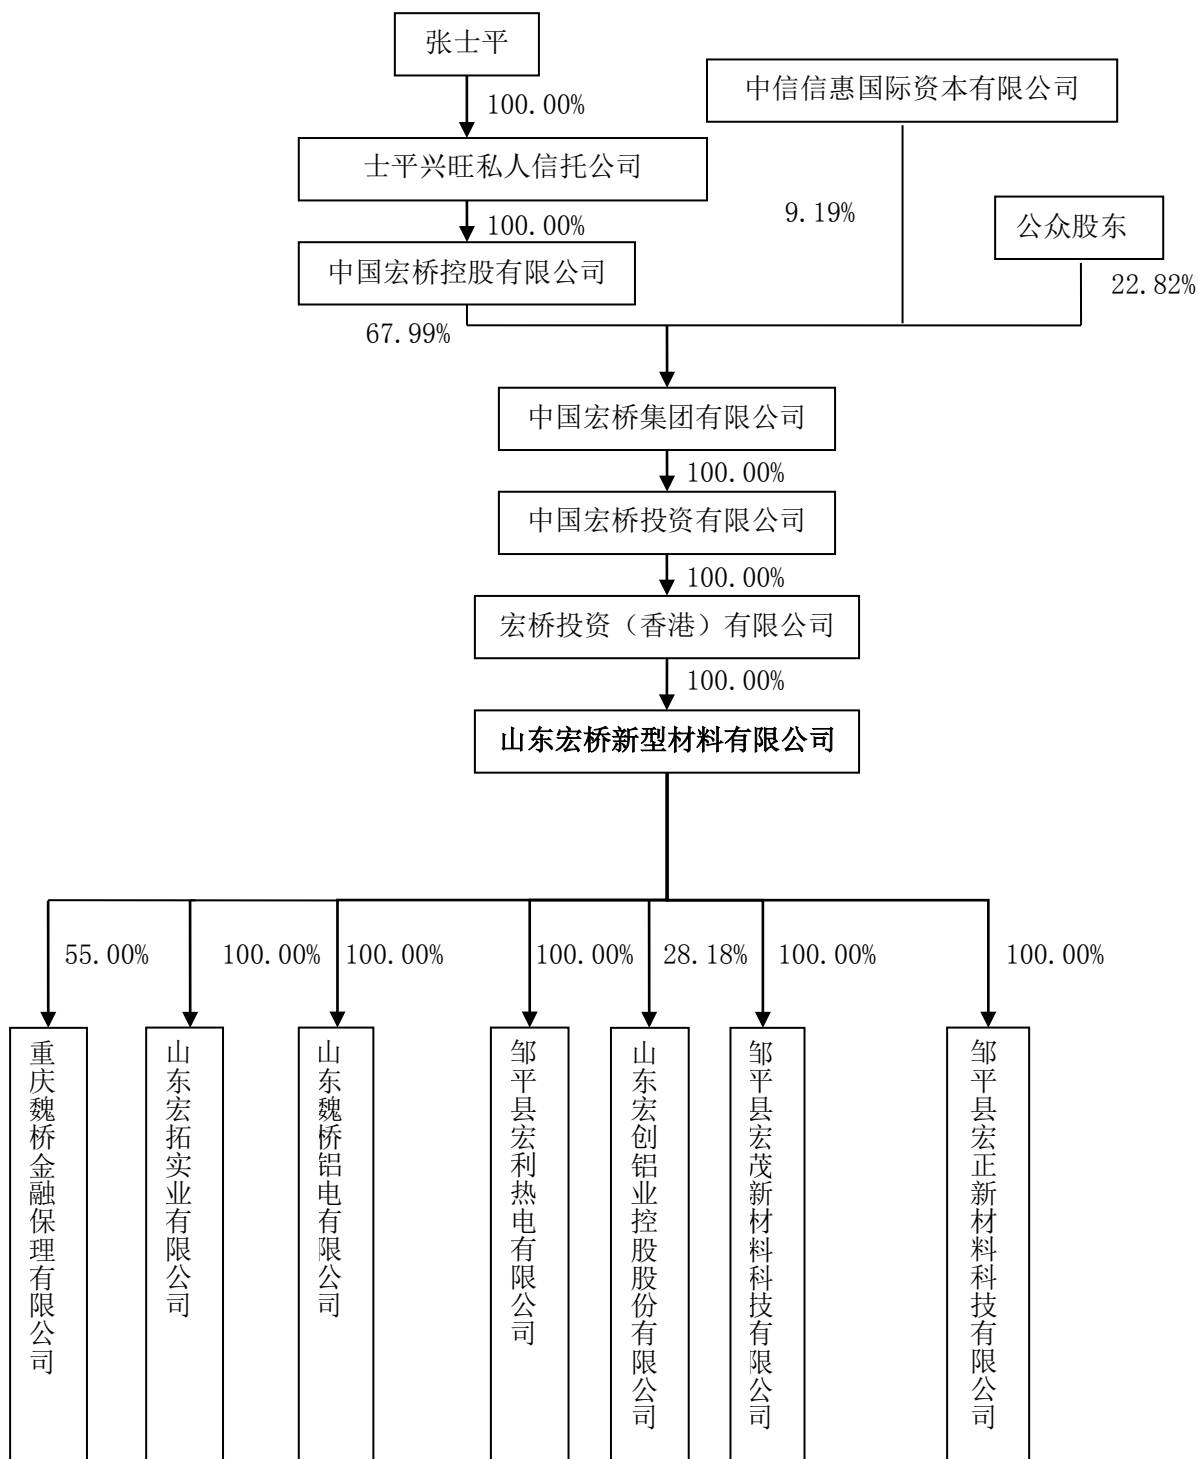 张士平
100.00%
中信信惠国际资本有限公司
士平兴旺私人信托公司
9.19%
100.00%
公众股东
中国宏桥控股有限公司
22.82%
67.99%
中国宏桥集团有限公司
100.00%
中国宏桥投资有限公司
100.00%
宏桥投资（香港）有限公司
100.00%
山东宏桥新型材料有限公司
55.00%
100.00%
100.00%
100.00%
28.18%
100.00%
100.00%
重庆魏桥金融保理有限公司
山东宏拓实业有限公司
山东魏桥铝电有限公司
邹平县宏利热电有限公司
山东宏创铝业控股股份有限公司
邹平县宏茂新材料科技有限公司
邹平县宏正新材料科技有限公司